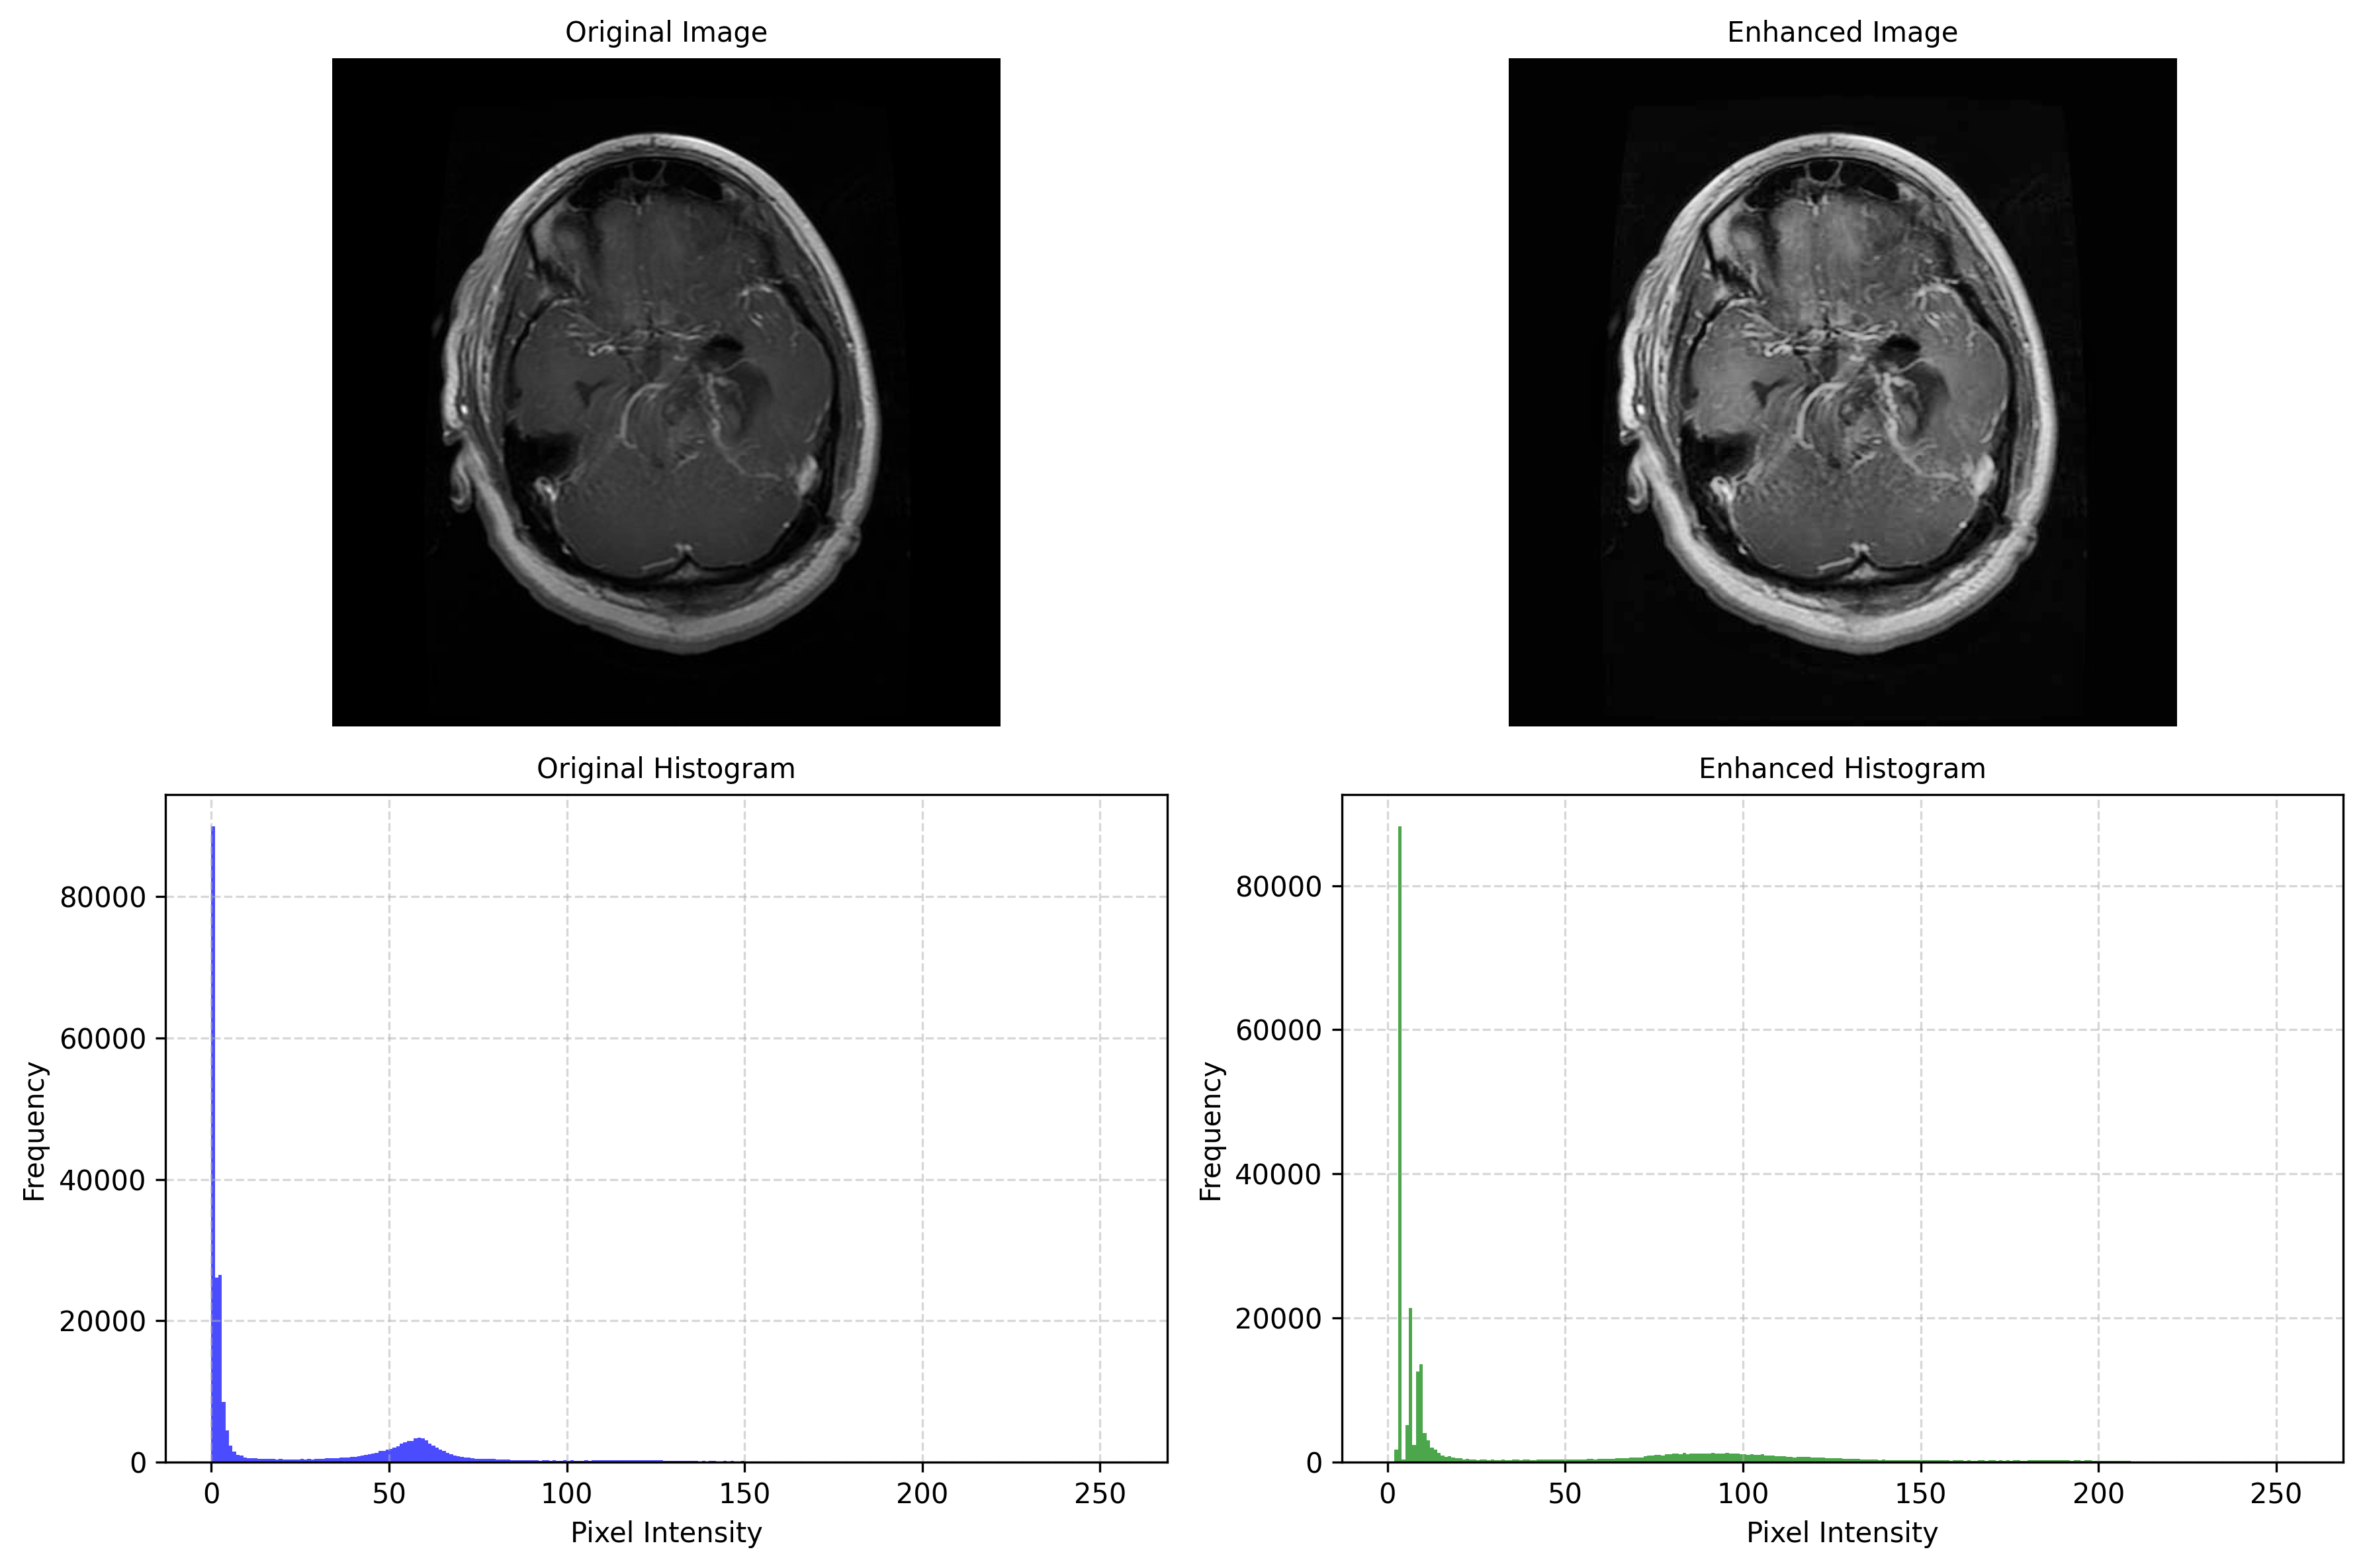 Original Image
Enhanced Image
Original Histogram
Enhanced Histogram
Frequency
80000
60000
40000
20000
0
0 50 100 150 200 250
Pixel Intensity
Frequency
80000
60000
40000
20000
0
0 50 100 150 200 250
Pixel Intensity